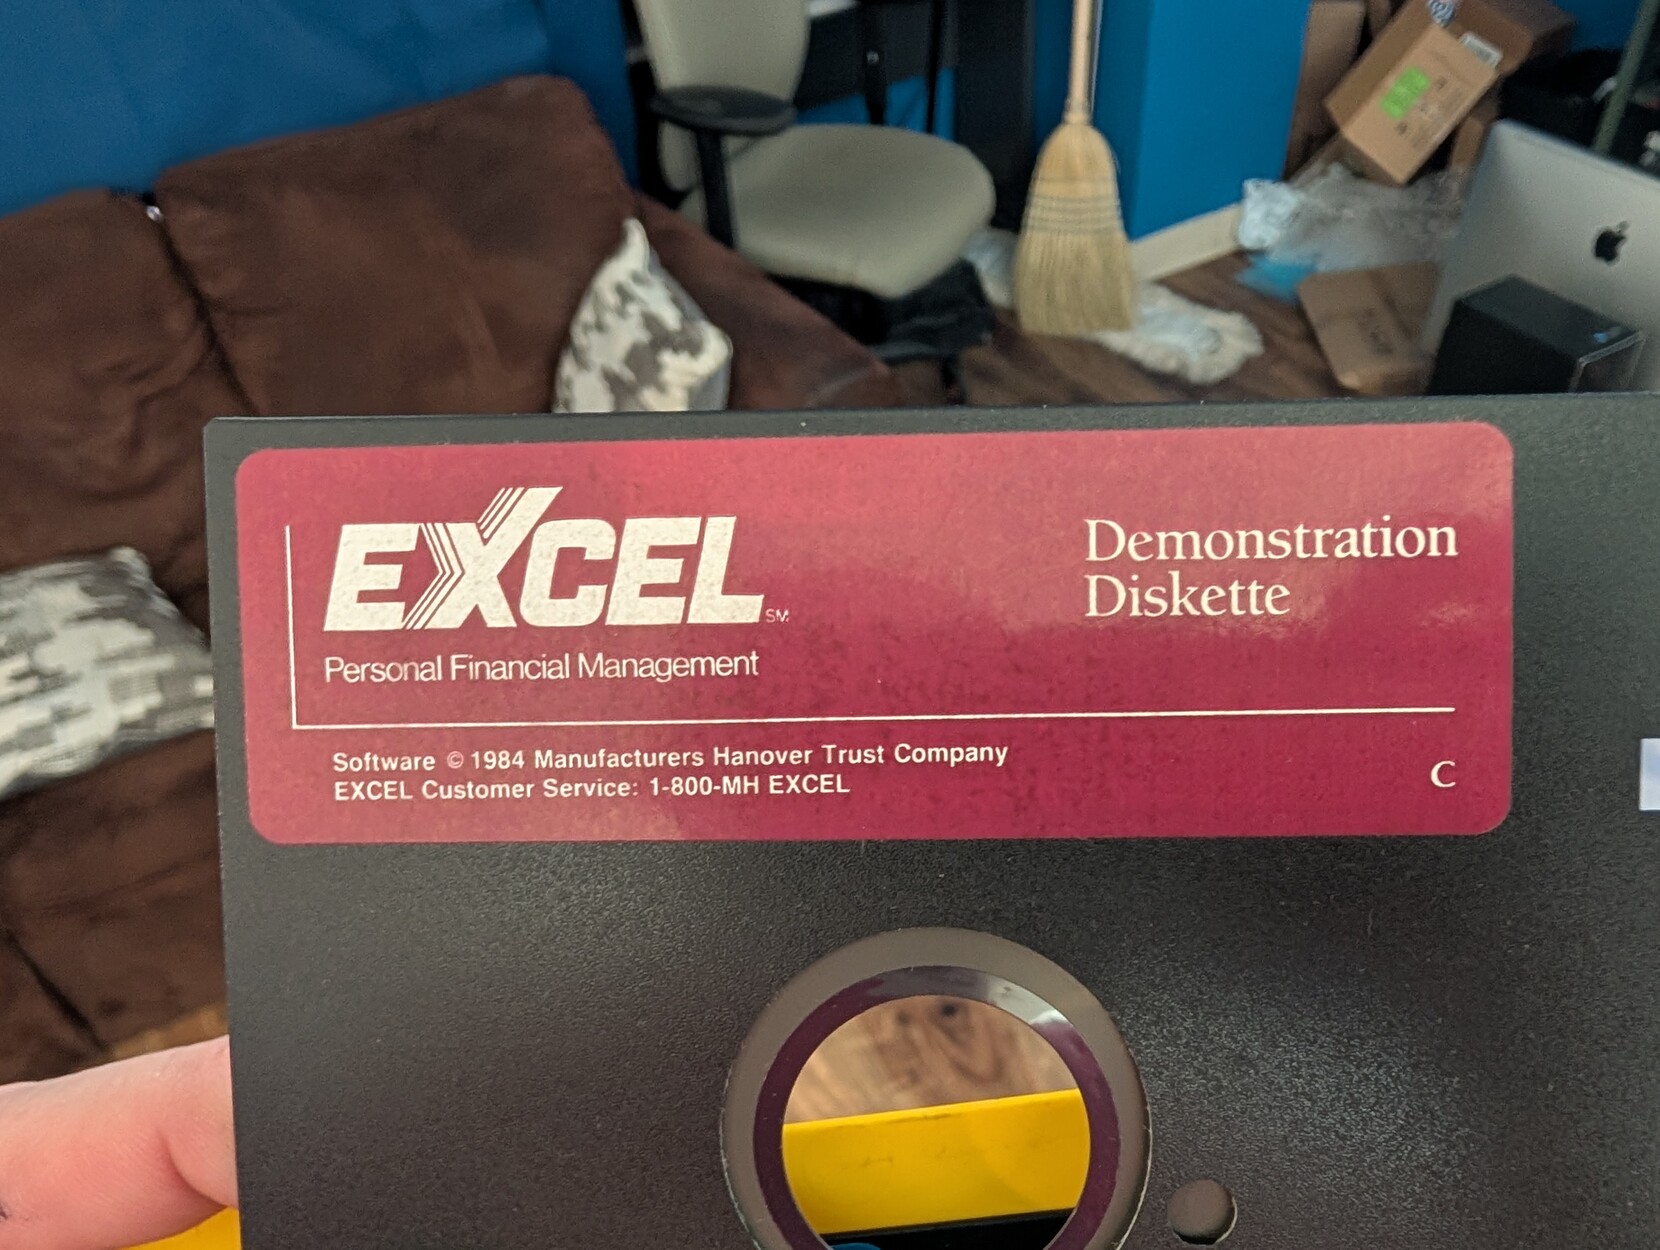 EXCEL SM
Personal Financial Management
Demonstration
Diskette
Software © 1984 Manufacturers Hanover Trust Company
EXCEL Customer Service: 1-800-MH EXCEL
C